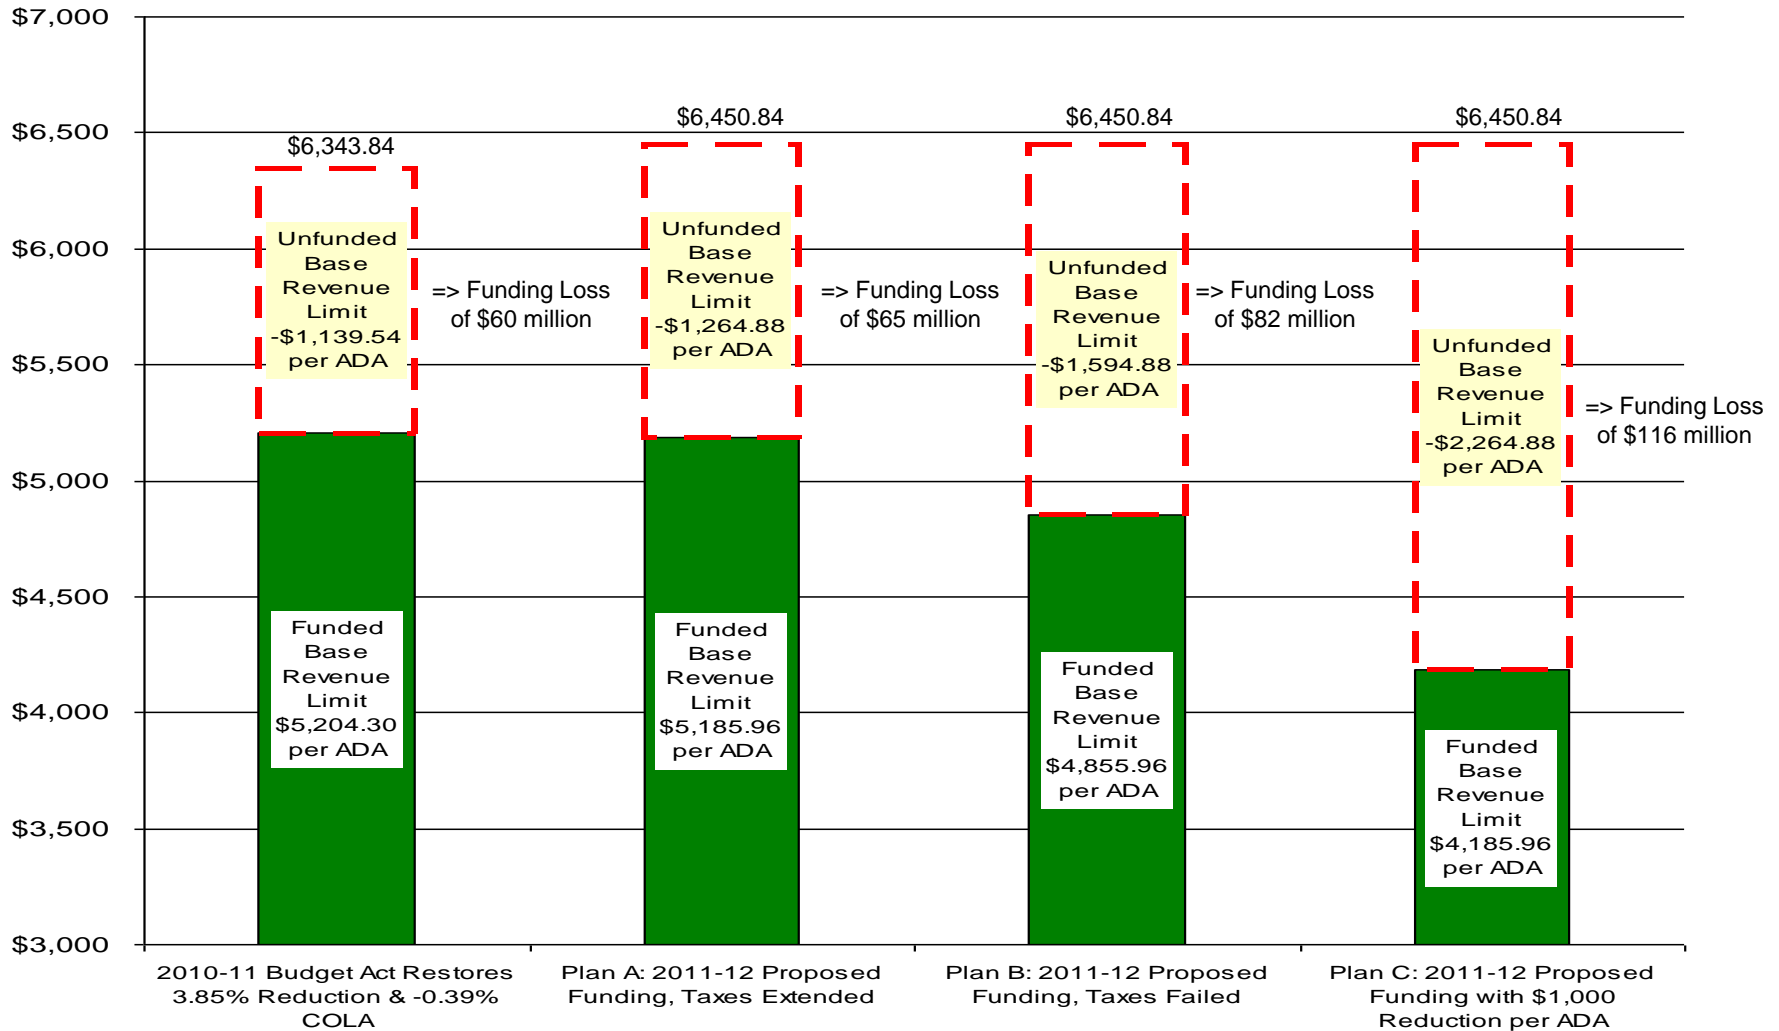 $7,000
$6,500
$6,000
$5,500
$5,000
$4,500
$4,000
$3,500
$3,000
$6,343.84
Unfunded
Base
Revenue
Limit
-$1,139.54
per ADA
=> Funding Loss
of $60 million
Funded
Base
Revenue
Limit
$5,204.30
per ADA
2010-11 Budget Act Restores
3.85% Reduction & -0.39%
COLA
$6,450.84
Unfunded
Base
Revenue
Limit
-$1,264.88
per ADA
=> Funding Loss
of $65 million
Funded
Base
Revenue
Limit
$5,185.96
per ADA
Plan A: 2011-12 Proposed
Funding, Taxes Extended
$6,450.84
Unfunded
Base
Revenue
Limit
-$1,594.88
per ADA
=> Funding Loss
of $82 million
Funded
Base
Revenue
Limit
$4,855.96
per ADA
Plan B: 2011-12 Proposed
Funding, Taxes Failed
$6,450.84
Unfunded
Base
Revenue
Limit
-$2,264.88
per ADA
=> Funding Loss
of $116 million
Funded
Base
Revenue
Limit
$4,185.96
per ADA
Plan C: 2011-12 Proposed
Funding with $1,000
Reduction per ADA